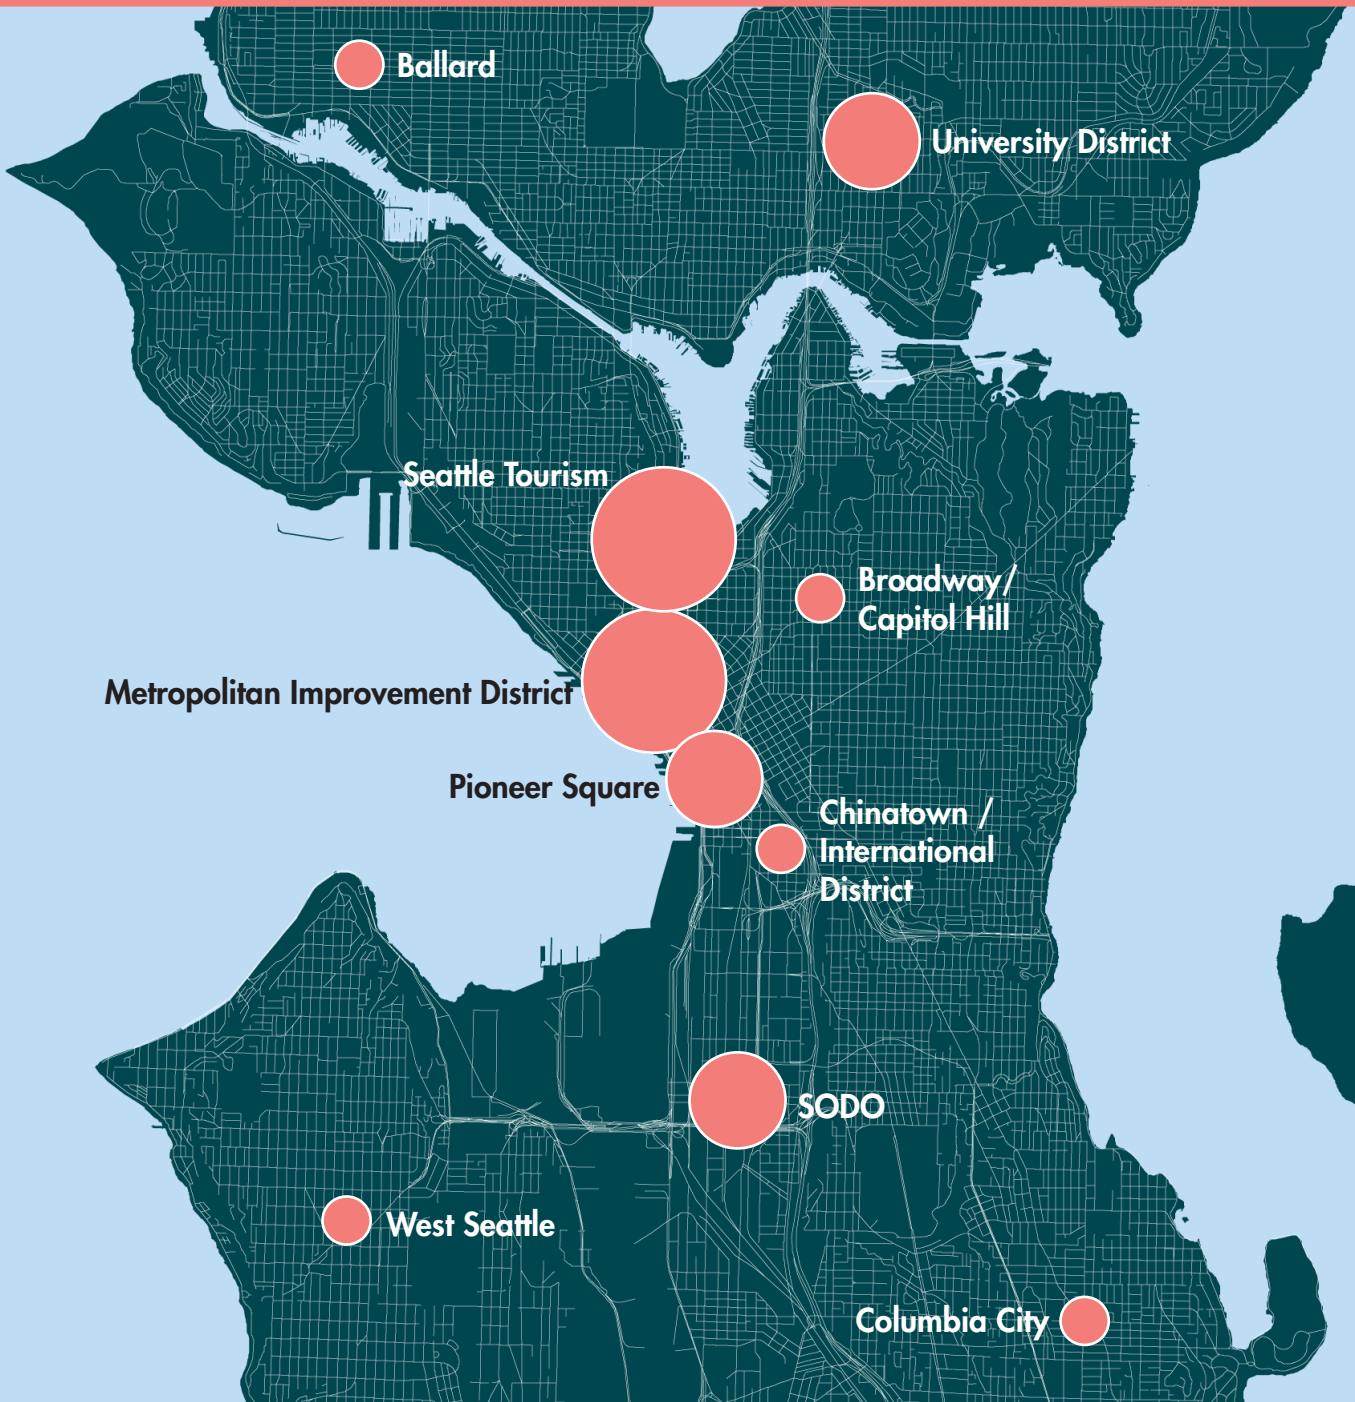 Ballard
University District
Seattle Tourism
Broadway/
Capitol Hill
Metropolitan Improvement District
Pioneer Square
Chinatown /
International
District
SODO
West Seattle
Columbia City